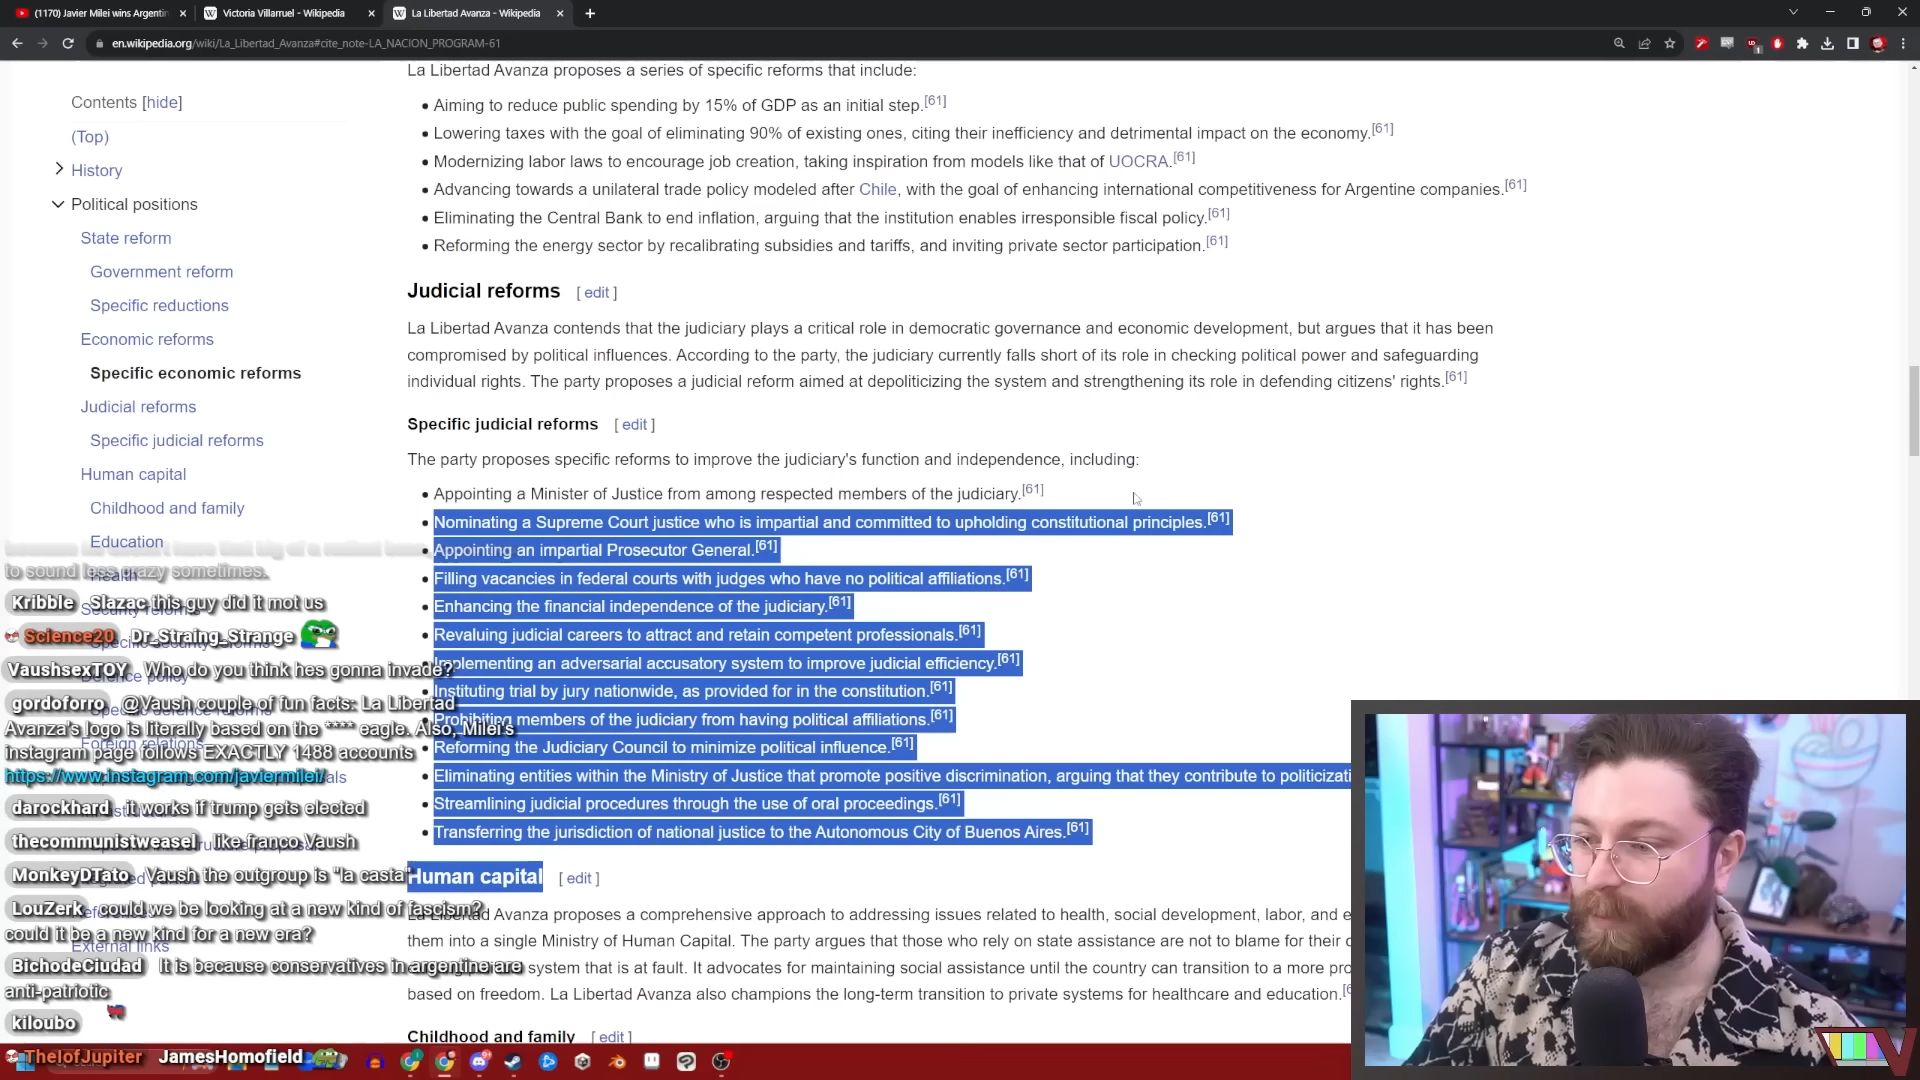 (1170) Javier Milei wins Argentin
Victoria Villarruel - Wikipedia
La Libertad Avanza - Wikipedia
en.wikipedia.org/wiki/La_Libertad_Avanza#cite_note-LA_NACION_PROGRAM-61
Contents [hide]
(Top)
History
Political positions
State reform
Government reform
Specific reductions
Economic reforms
Specific economic reforms
Judicial reforms
Specific judicial reforms
Human capital
Childhood and family
Education
Health
Defence policy
Foreign relations
External links
La Libertad Avanza proposes a series of specific reforms that include:
Aiming to reduce public spending by 15% of GDP as an initial step.[61]
Lowering taxes with the goal of eliminating 90% of existing ones, citing their inefficiency and detrimental impact on the economy.[61]
Modernizing labor laws to encourage job creation, taking inspiration from models like that of UOCRA.[61]
Advancing towards a unilateral trade policy modeled after Chile, with the goal of enhancing international competitiveness for Argentine companies.[61]
Eliminating the Central Bank to end inflation, arguing that the institution enables irresponsible fiscal policy.[61]
Reforming the energy sector by recalibrating subsidies and tariffs, and inviting private sector participation.[61]
Judicial reforms [ edit ]
La Libertad Avanza contends that the judiciary plays a critical role in democratic governance and economic development, but argues that it has been
compromised by political influences. According to the party, the judiciary currently falls short of its role in checking political power and safeguarding
individual rights. The party proposes a judicial reform aimed at depoliticizing the system and strengthening its role in defending citizens' rights.[61]
Specific judicial reforms [ edit ]
The party proposes specific reforms to improve the judiciary's function and independence, including:
Appointing a Minister of Justice from among respected members of the judiciary.[61]
Nominating a Supreme Court justice who is impartial and committed to upholding constitutional principles.[61]
Appointing an impartial Prosecutor General.[61]
Filling vacancies in federal courts with judges who have no political affiliations.[61]
Enhancing the financial independence of the judiciary.[61]
Revaluing judicial careers to attract and retain competent professionals.[61]
Implementing an adversarial accusatory system to improve judicial efficiency.[61]
Instituting trial by jury nationwide, as provided for in the constitution.[61]
Prohibiting members of the judiciary from having political affiliations.[61]
Reforming the Judiciary Council to minimize political influence.[61]
Eliminating entities within the Ministry of Justice that promote positive discrimination, arguing that they contribute to politicizati
Streamlining judicial procedures through the use of oral proceedings.[61]
Transferring the jurisdiction of national justice to the Autonomous City of Buenos Aires.[61]
Human capital [ edit ]
La Libertad Avanza proposes a comprehensive approach to addressing issues related to health, social development, labor, and e
them into a single Ministry of Human Capital. The party argues that those who rely on state assistance are not to blame for their c
system that is at fault. It advocates for maintaining social assistance until the country can transition to a more pro
based on freedom. La Libertad Avanza also champions the long-term transition to private systems for healthcare and education.
Childhood and family [ edit ]
to sound less crazy sometimes.
Kribble Slazac this guy did it mot us
Science20 Dr_Straing_Strange
VaushsexTOY Who do you think hes gonna invade?
gordoforro @Vaush couple of fun facts: La Libertad
Avanza's logo is literally based on the **** eagle. Also, Milei's
instagram page follows EXACTLY 1488 accounts
https://www.instagram.com/javiermilei/
darockhard it works if trump gets elected
thecommunistweasel like franco Vaush
MonkeyDTato Vaush the outgroup is "la casta"
LouZerk could we be looking at a new kind of fascism?
could it be a new kind for a new era?
BichodeCiudad It is because conservatives in argentine are
anti-patriotic
kiloubo
TheIofJupiter JamesHomofield